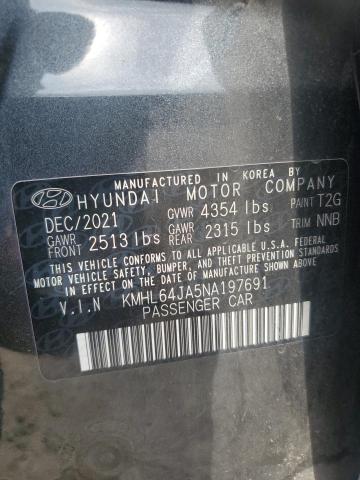 MANUFACTURED IN KOREA BY
HYUNDAI MOTOR COMPANY
DEC/2021 GVWR 4354 lbs PAINT T2G
GAWR FRONT 2513 lbs GAWR REAR 2315 lbs TRIM NNB
THIS VEHICLE CONFORMS TO ALL APPLICABLE U.S.A. FEDERAL
MOTOR VEHICLE SAFETY, BUMPER, AND THEFT PREVENTION
STANDARDS IN EFFECT ON THE DATE OF
MANUFACTURE SHOWN ABOVE.
V.I.N KMHL64JA5NA197691
PASSENGER CAR